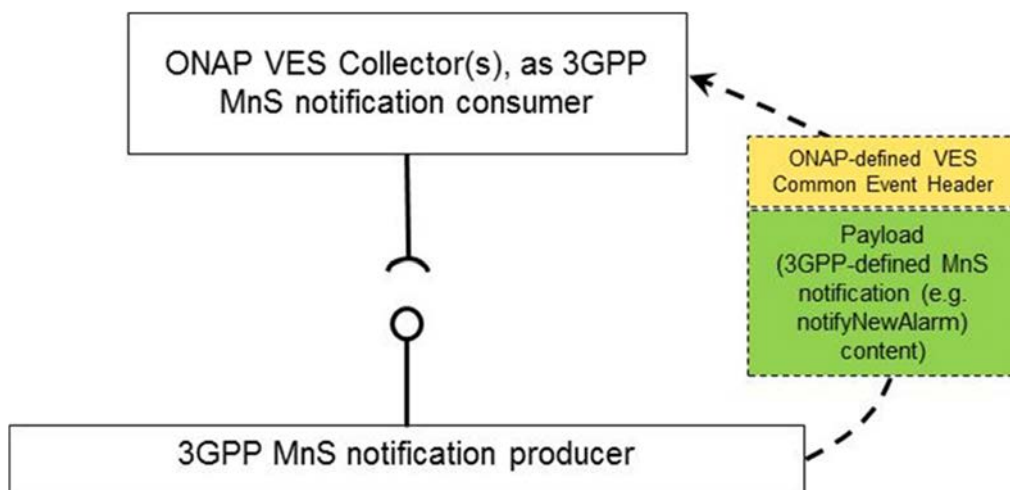 ONAP VES Collector(s), as 3GPP
MnS notification consumer
ONAP-defined VES
Common Event Header
Payload
(3GPP-defined MnS
notification (e.g.
notifyNewAlarm)
content)
3GPP MnS notification producer